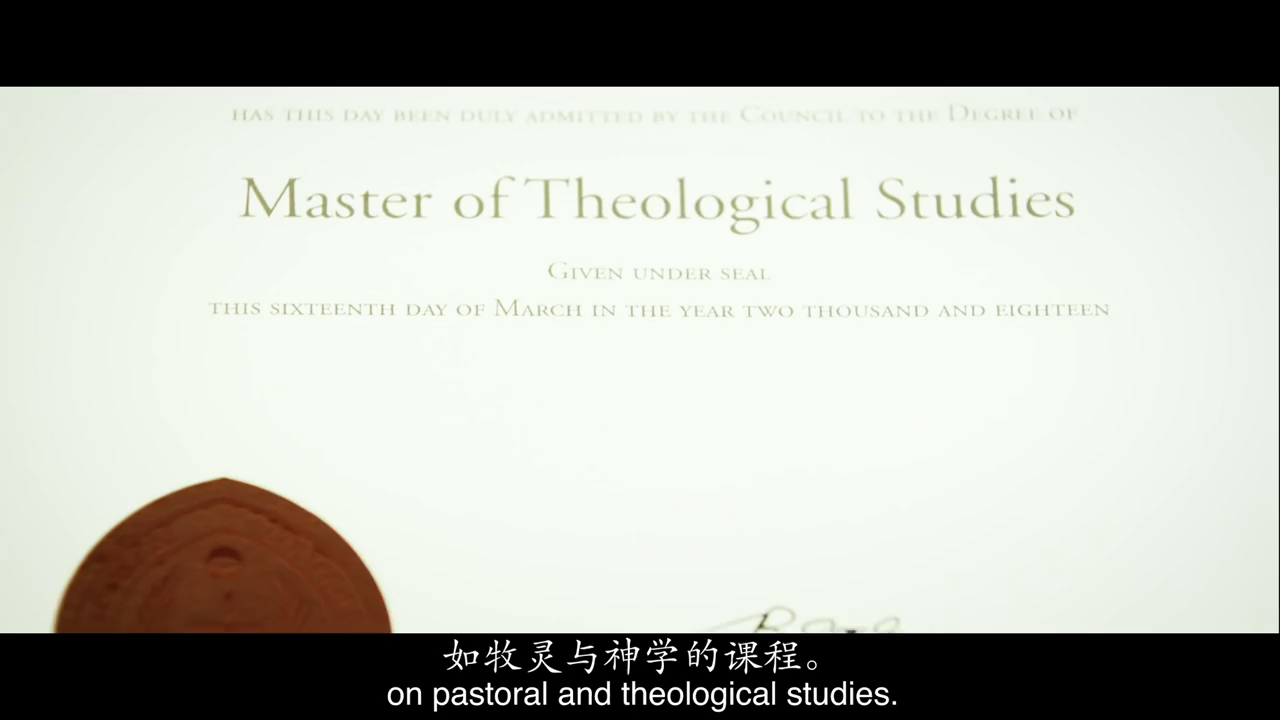 HAS THIS DAY BEEN DULY ADMITTED BY THE COUNCIL TO THE DEGREE OF
Master of Theological Studies
GIVEN UNDER SEAL
THIS SIXTEENTH DAY OF MARCH IN THE YEAR TWO THOUSAND AND EIGHTEEN
如牧灵与神学的课程。
on pastoral and theological studies.